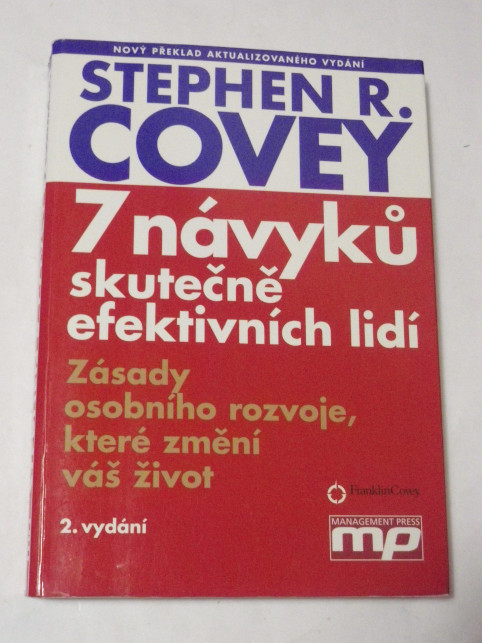 NOVÝ PŘEKLAD AKTUALIZOVANÉHO VYDÁNÍ
STEPHEN R.
COVEY
7 návyků
skutečně
efektivních lidí
Zásady
osobního rozvoje,
které změní
váš život
FranklinCovey
2. vydání
MANAGEMENT PRESS
mp